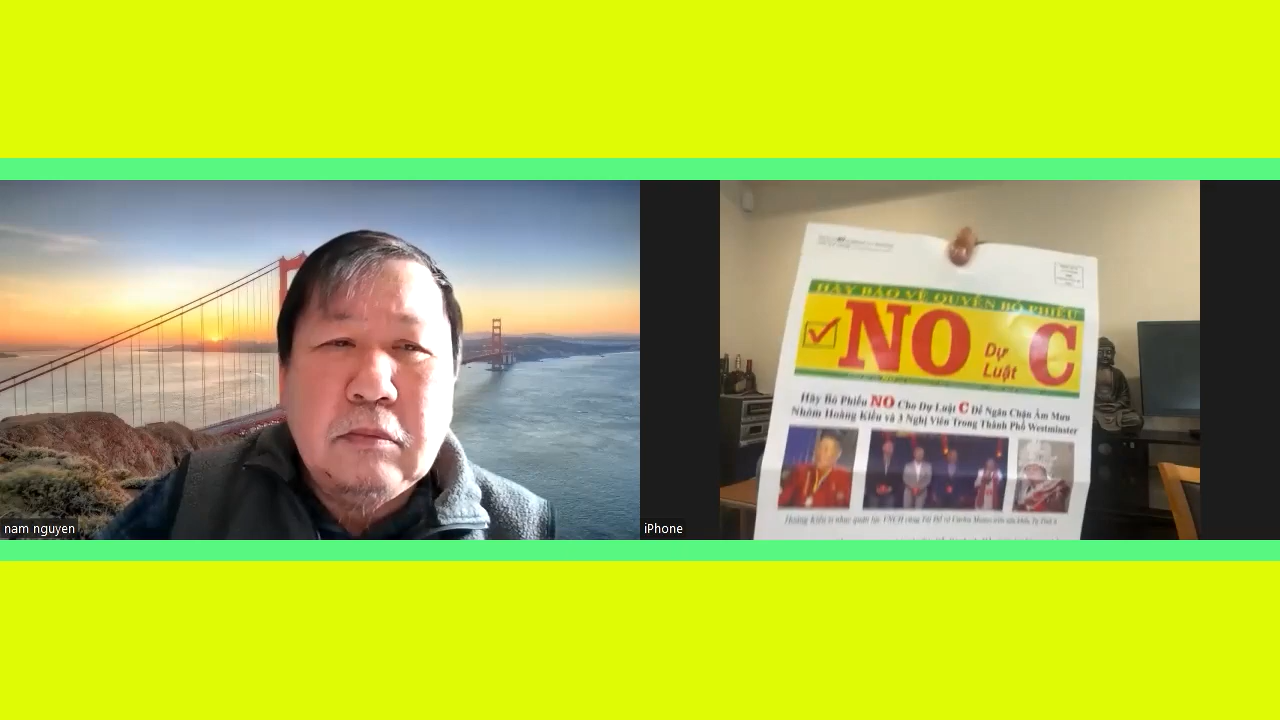 HÃY BẢO VỆ QUYỀN BỎ PHIẾU
NO Dự Luật C
Hãy Bỏ Phiếu NO Cho Dự Luật C Để Ngăn Chặn Âm Mưu
Nhóm Hoàng Kiều và 3 Nghị Viên Trong Thành Phố Westminster
nam nguyen
iPhone